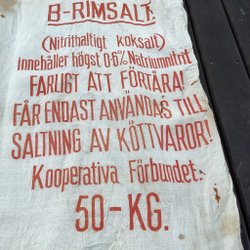 B-RIMSALT.
(Nitrithaltigt koksalt)
innehåller högst 0.6% Natriumnitrit
FARLIGT ATT FÖRTÄRA!
FÅR ENDAST ANVÄNDAS TILL
SALTNING AV KÖTTVAROR!
Kooperativa Förbundet.
50-KG.